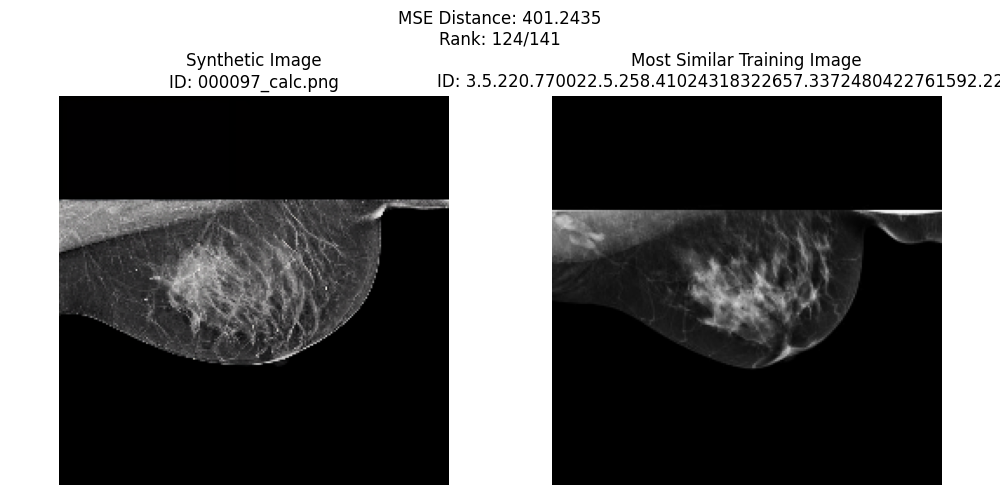 MSE Distance: 401.2435
Rank: 124/141
Synthetic Image
ID: 000097_calc.png
Most Similar Training Image
ID: 3.5.220.770022.5.258.41024318322657.3372480422761592.22